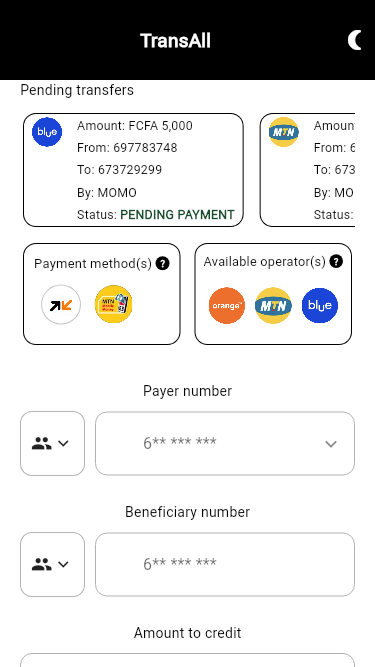 TransAll
Pending transfers
blue
Amount: FCFA 5,000
From: 697783748
To: 673729299
By: MOMO
Status: PENDING PAYMENT
MTN
Amoun
From: 6
To: 673
By: MO
Status:
Payment method(s) ?
MTN
Available operator(s) ?
orange
MTN
blue
Payer number
6** *** ***
Beneficiary number
6** *** ***
Amount to credit